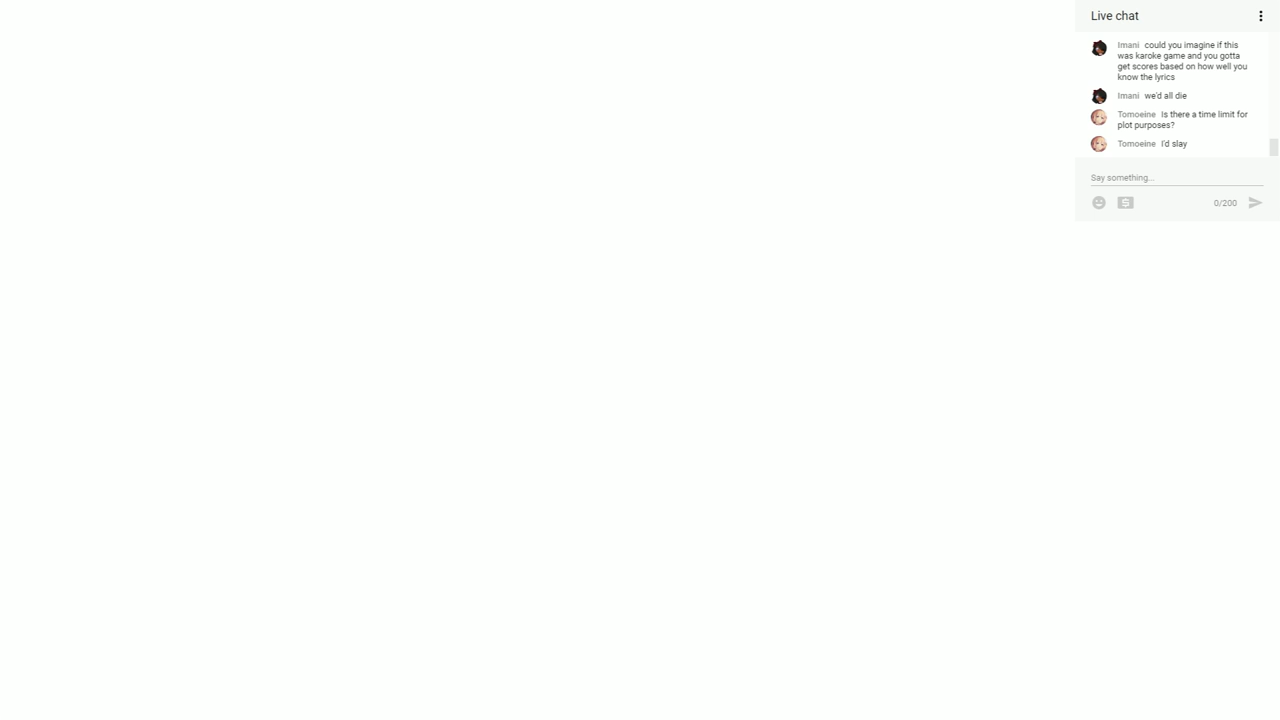 Live chat
Imani could you imagine if this
was karoke game and you gotta
get scores based on how well you
know the lyrics
Imani we'd all die
Tomoeine Is there a time limit for
plot purposes?
Tomoeine I'd slay
Say something...
0/200